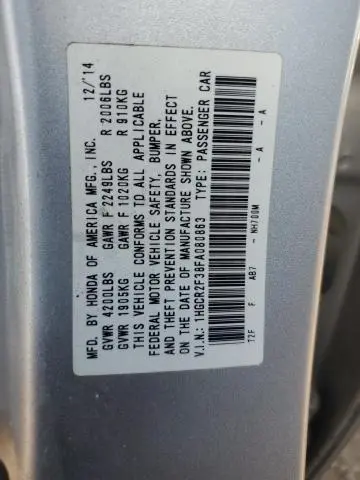 MFD. BY HONDA OF AMERICA MFG., INC. 12/'14
GVWR 4200LBS GAWR F 2249LBS R 2006LBS
GVWR 1905KG GAWR F 1020KG R 910KG
THIS VEHICLE CONFORMS TO ALL APPLICABLE
FEDERAL MOTOR VEHICLE SAFETY, BUMPER,
AND THEFT PREVENTION STANDARDS IN EFFECT
ON THE DATE OF MANUFACTURE SHOWN ABOVE.
V.I.N.: 1HGCR2F38FA080863 TYPE: PASSENGER CAR
T2F F AB7 - NH700M - A - A